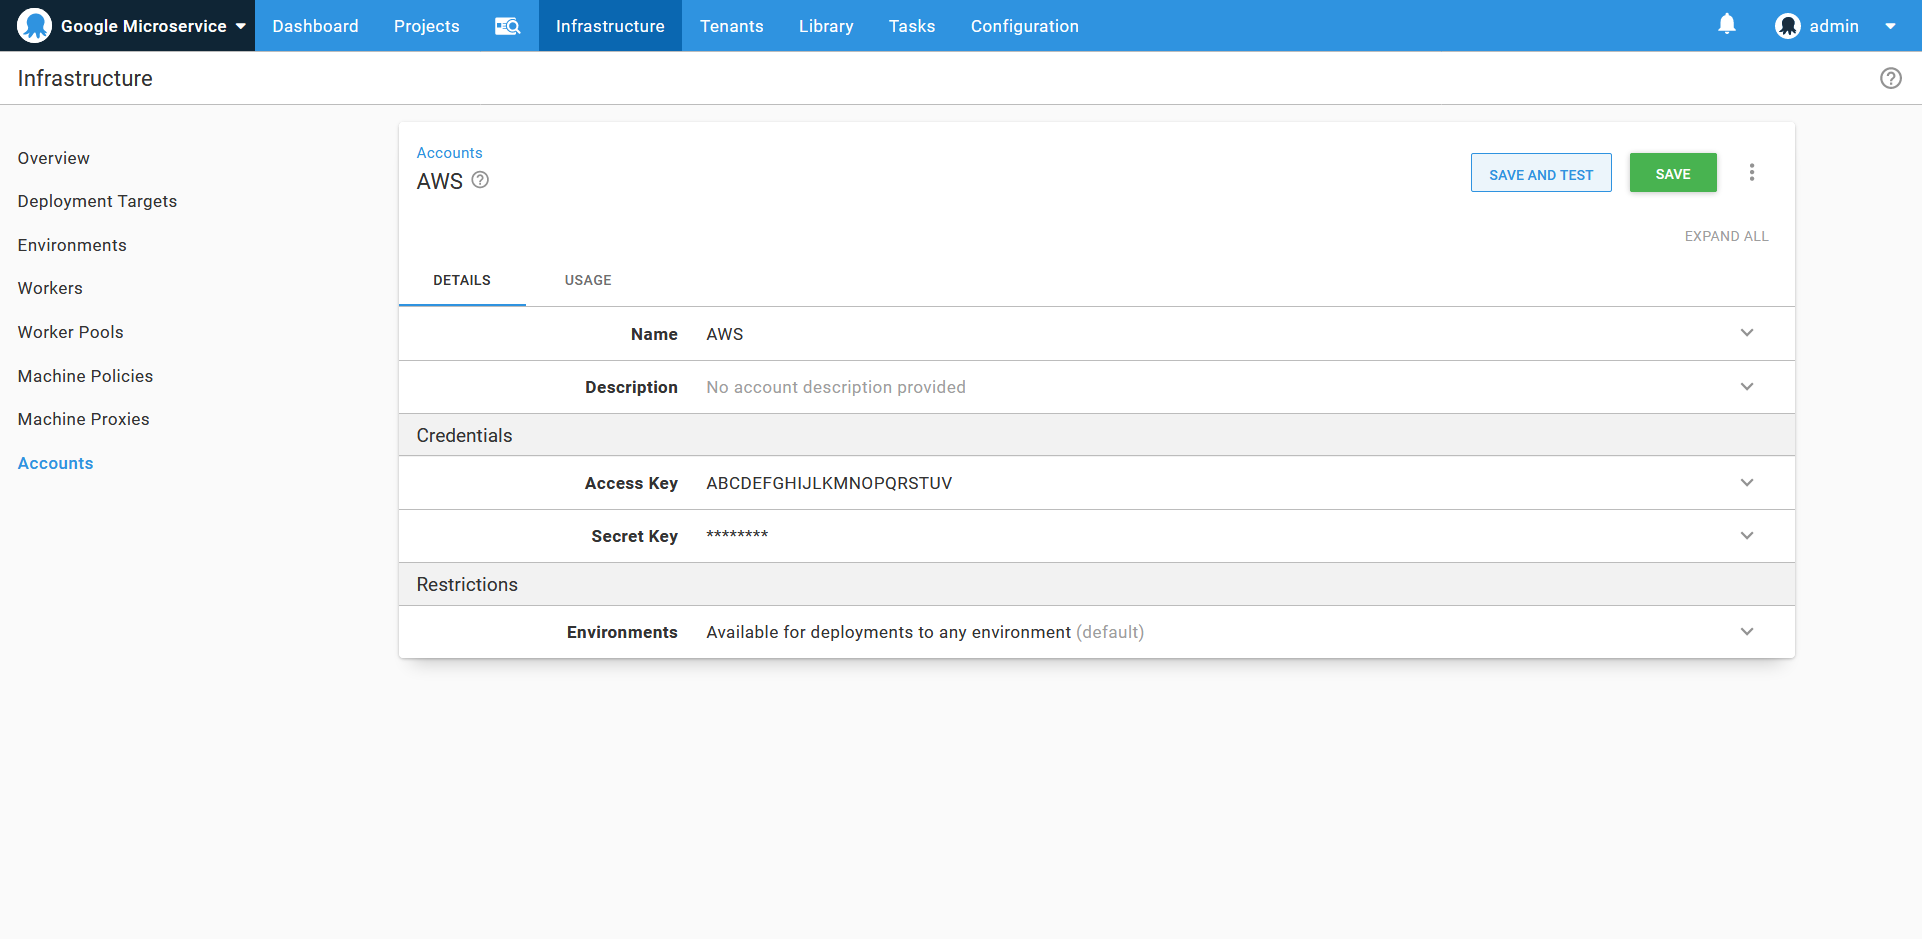 Google Microservice Dashboard Projects Infrastructure Tenants Library Tasks Configuration admin
Infrastructure
Overview
Deployment Targets
Environments
Workers
Worker Pools
Machine Policies
Machine Proxies
Accounts
Accounts
AWS
SAVE AND TEST SAVE
EXPAND ALL
DETAILS USAGE
Name AWS
Description No account description provided
Credentials
Access Key ABCDEFGHIJLKMNOPQRSTUV
Secret Key ********
Restrictions
Environments Available for deployments to any environment (default)